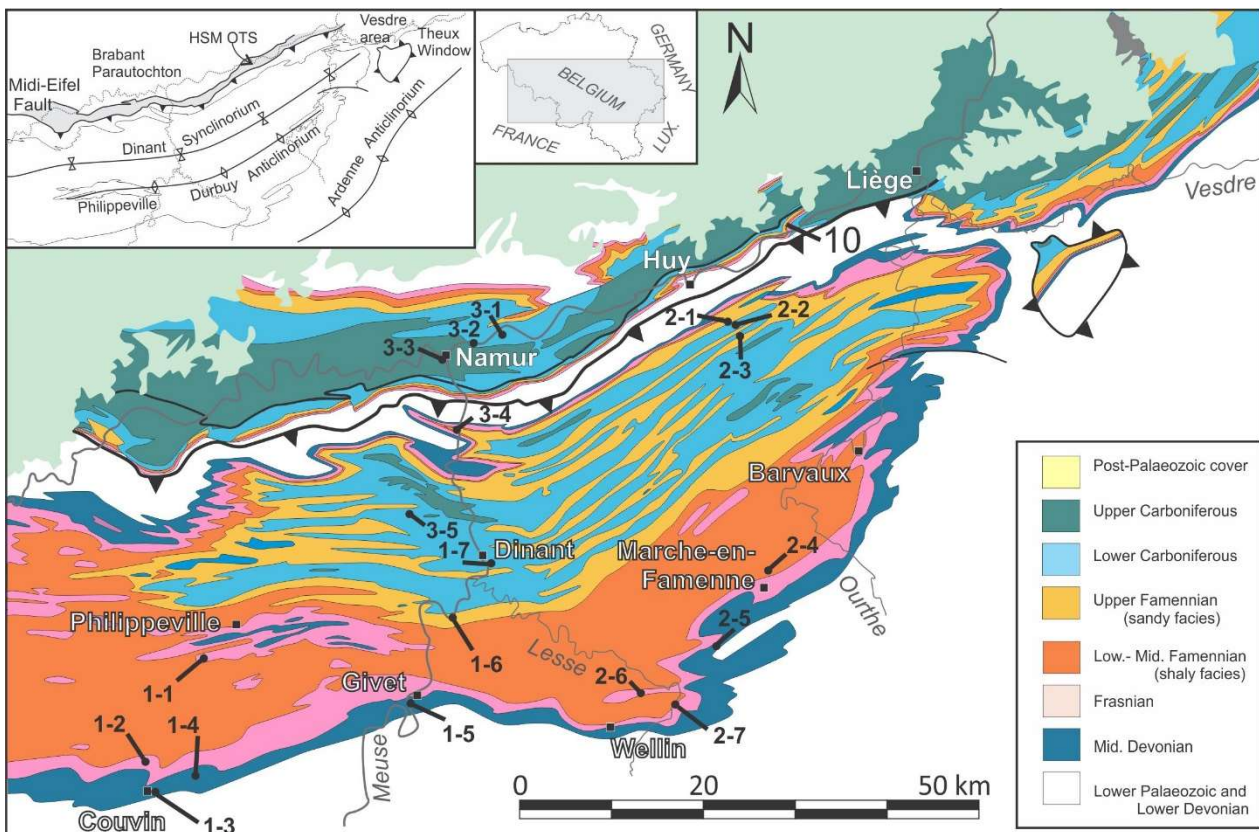 HSM OTS
Vesdre
area
Theux
Window
Brabant
Parautochton
Midi-Eifel
Fault
Dinant
Synclinorium
Philippeville
Durbuy
Anticlinorium
Ardenne Anticlinorium
GERMANY
BELGIUM
FRANCE
LUX.
N
Liège
Vesdre
10
Huy
3-1
3-2
3-3
Namur
2-1
2-2
2-3
3-4
Barvaux
3-5
1-7
Dinant
Marche-en-
Famenne
2-4
Ourthe
Philippeville
2-5
1-6
Lesse
1-1
Givet
2-6
1-2
1-4
1-5
Wellin
2-7
Meuse
Couvin
1-3
0
20
50 km
Post-Palaeozoic cover
Upper Carboniferous
Lower Carboniferous
Upper Famennian
(sandy facies)
Low.- Mid. Famennian
(shaly facies)
Frasnian
Mid. Devonian
Lower Palaeozoic and
Lower Devonian